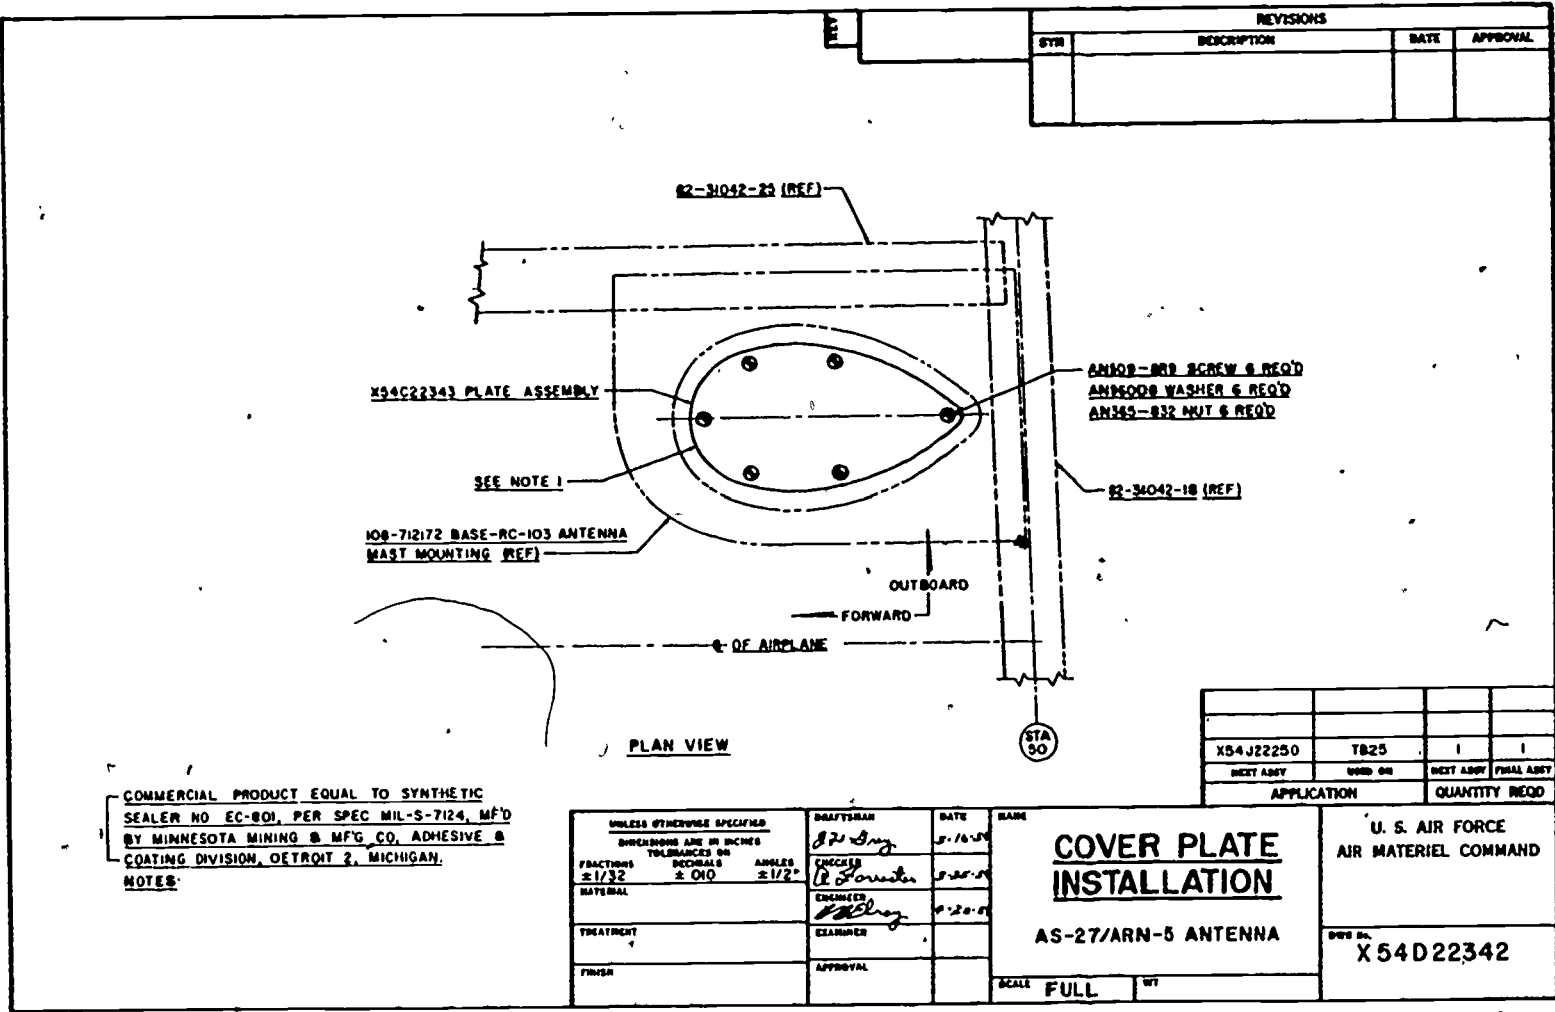 REVISIONS
SYM DESCRIPTION DATE APPROVAL
82-31042-25 (REF)
X54C22343 PLATE ASSEMBLY
SEE NOTE 1
108-712172 BASE-RC-103 ANTENNA
MAST MOUNTING (REF)
AN509-8R9 SCREW 6 REQ'D
AN960D8 WASHER 6 REQ'D
AN365-832 NUT 6 REQ'D
82-31042-18 (REF)
OUTBOARD
FORWARD
℄ OF AIRPLANE
STA
50
PLAN VIEW
COMMERCIAL PRODUCT EQUAL TO SYNTHETIC
SEALER NO EC-801, PER SPEC MIL-S-7124, MF'D
BY MINNESOTA MINING & MF'G CO, ADHESIVE &
COATING DIVISION, DETROIT 2, MICHIGAN.
NOTES:
X54J22250 TB25 1 1
NEXT ASSY USED ON NEXT ASSY FINAL ASSY
APPLICATION QUANTITY REQD
UNLESS OTHERWISE SPECIFIED
DIMENSIONS ARE IN INCHES
TOLERANCES ON
FRACTIONS DECIMALS ANGLES
±1/32 ±.010 ±1/2°
MATERIAL
TREATMENT
FINISH
DRAFTSMAN DATE
CHECKER
ENGINEER
EXAMINER
APPROVAL
NAME
COVER PLATE
INSTALLATION
AS-27/ARN-5 ANTENNA
SCALE FULL WT
U. S. AIR FORCE
AIR MATERIEL COMMAND
DWG No.
X54D22342